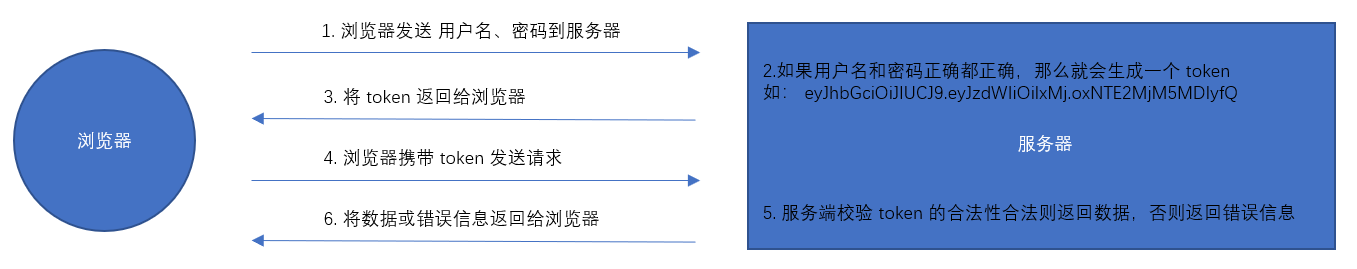 1. 浏览器发送 用户名、密码到服务器
2.如果用户名和密码正确都正确，那么就会生成一个 token
如： eyJhbGciOiJIUCJ9.eyJzdWIiOiIxMj.oxNTE2MjM5MDIyfQ
3. 将 token 返回给浏览器
浏览器
服务器
4. 浏览器携带 token 发送请求
5. 服务端校验 token 的合法性合法则返回数据，否则返回错误信息
6. 将数据或错误信息返回给浏览器